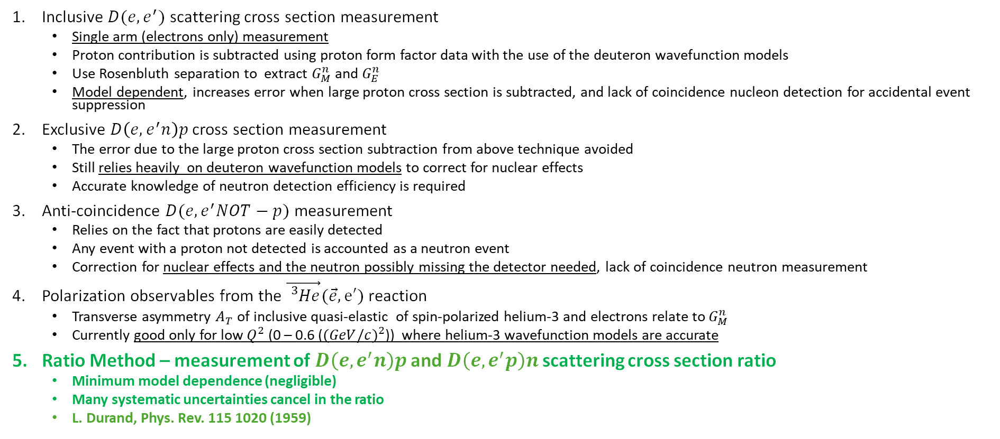 1. Inclusive D(e, e′) scattering cross section measurement
• Single arm (electrons only) measurement
• Proton contribution is subtracted using proton form factor data with the use of the deuteron wavefunction models
• Use Rosenbluth separation to extract G_M^n and G_E^n
• Model dependent, increases error when large proton cross section is subtracted, and lack of coincidence nucleon detection for accidental event
suppression
2. Exclusive D(e, e′n)p cross section measurement
• The error due to the large proton cross section subtraction from above technique avoided
• Still relies heavily on deuteron wavefunction models to correct for nuclear effects
• Accurate knowledge of neutron detection efficiency is required
3. Anti-coincidence D(e, e′NOT − p) measurement
• Relies on the fact that protons are easily detected
• Any event with a proton not detected is accounted as a neutron event
• Correction for nuclear effects and the neutron possibly missing the detector needed, lack of coincidence neutron measurement
4. Polarization observables from the \overrightarrow{^3He}(\vec{e}, e′) reaction
• Transverse asymmetry A_T of inclusive quasi-elastic of spin-polarized helium-3 and electrons relate to G_M^n
• Currently good only for low Q² (0 – 0.6 ((GeV/c)²)) where helium-3 wavefunction models are accurate
5. Ratio Method – measurement of D(e, e′n)p and D(e, e′p)n scattering cross section ratio
• Minimum model dependence (negligible)
• Many systematic uncertainties cancel in the ratio
• L. Durand, Phys. Rev. 115 1020 (1959)